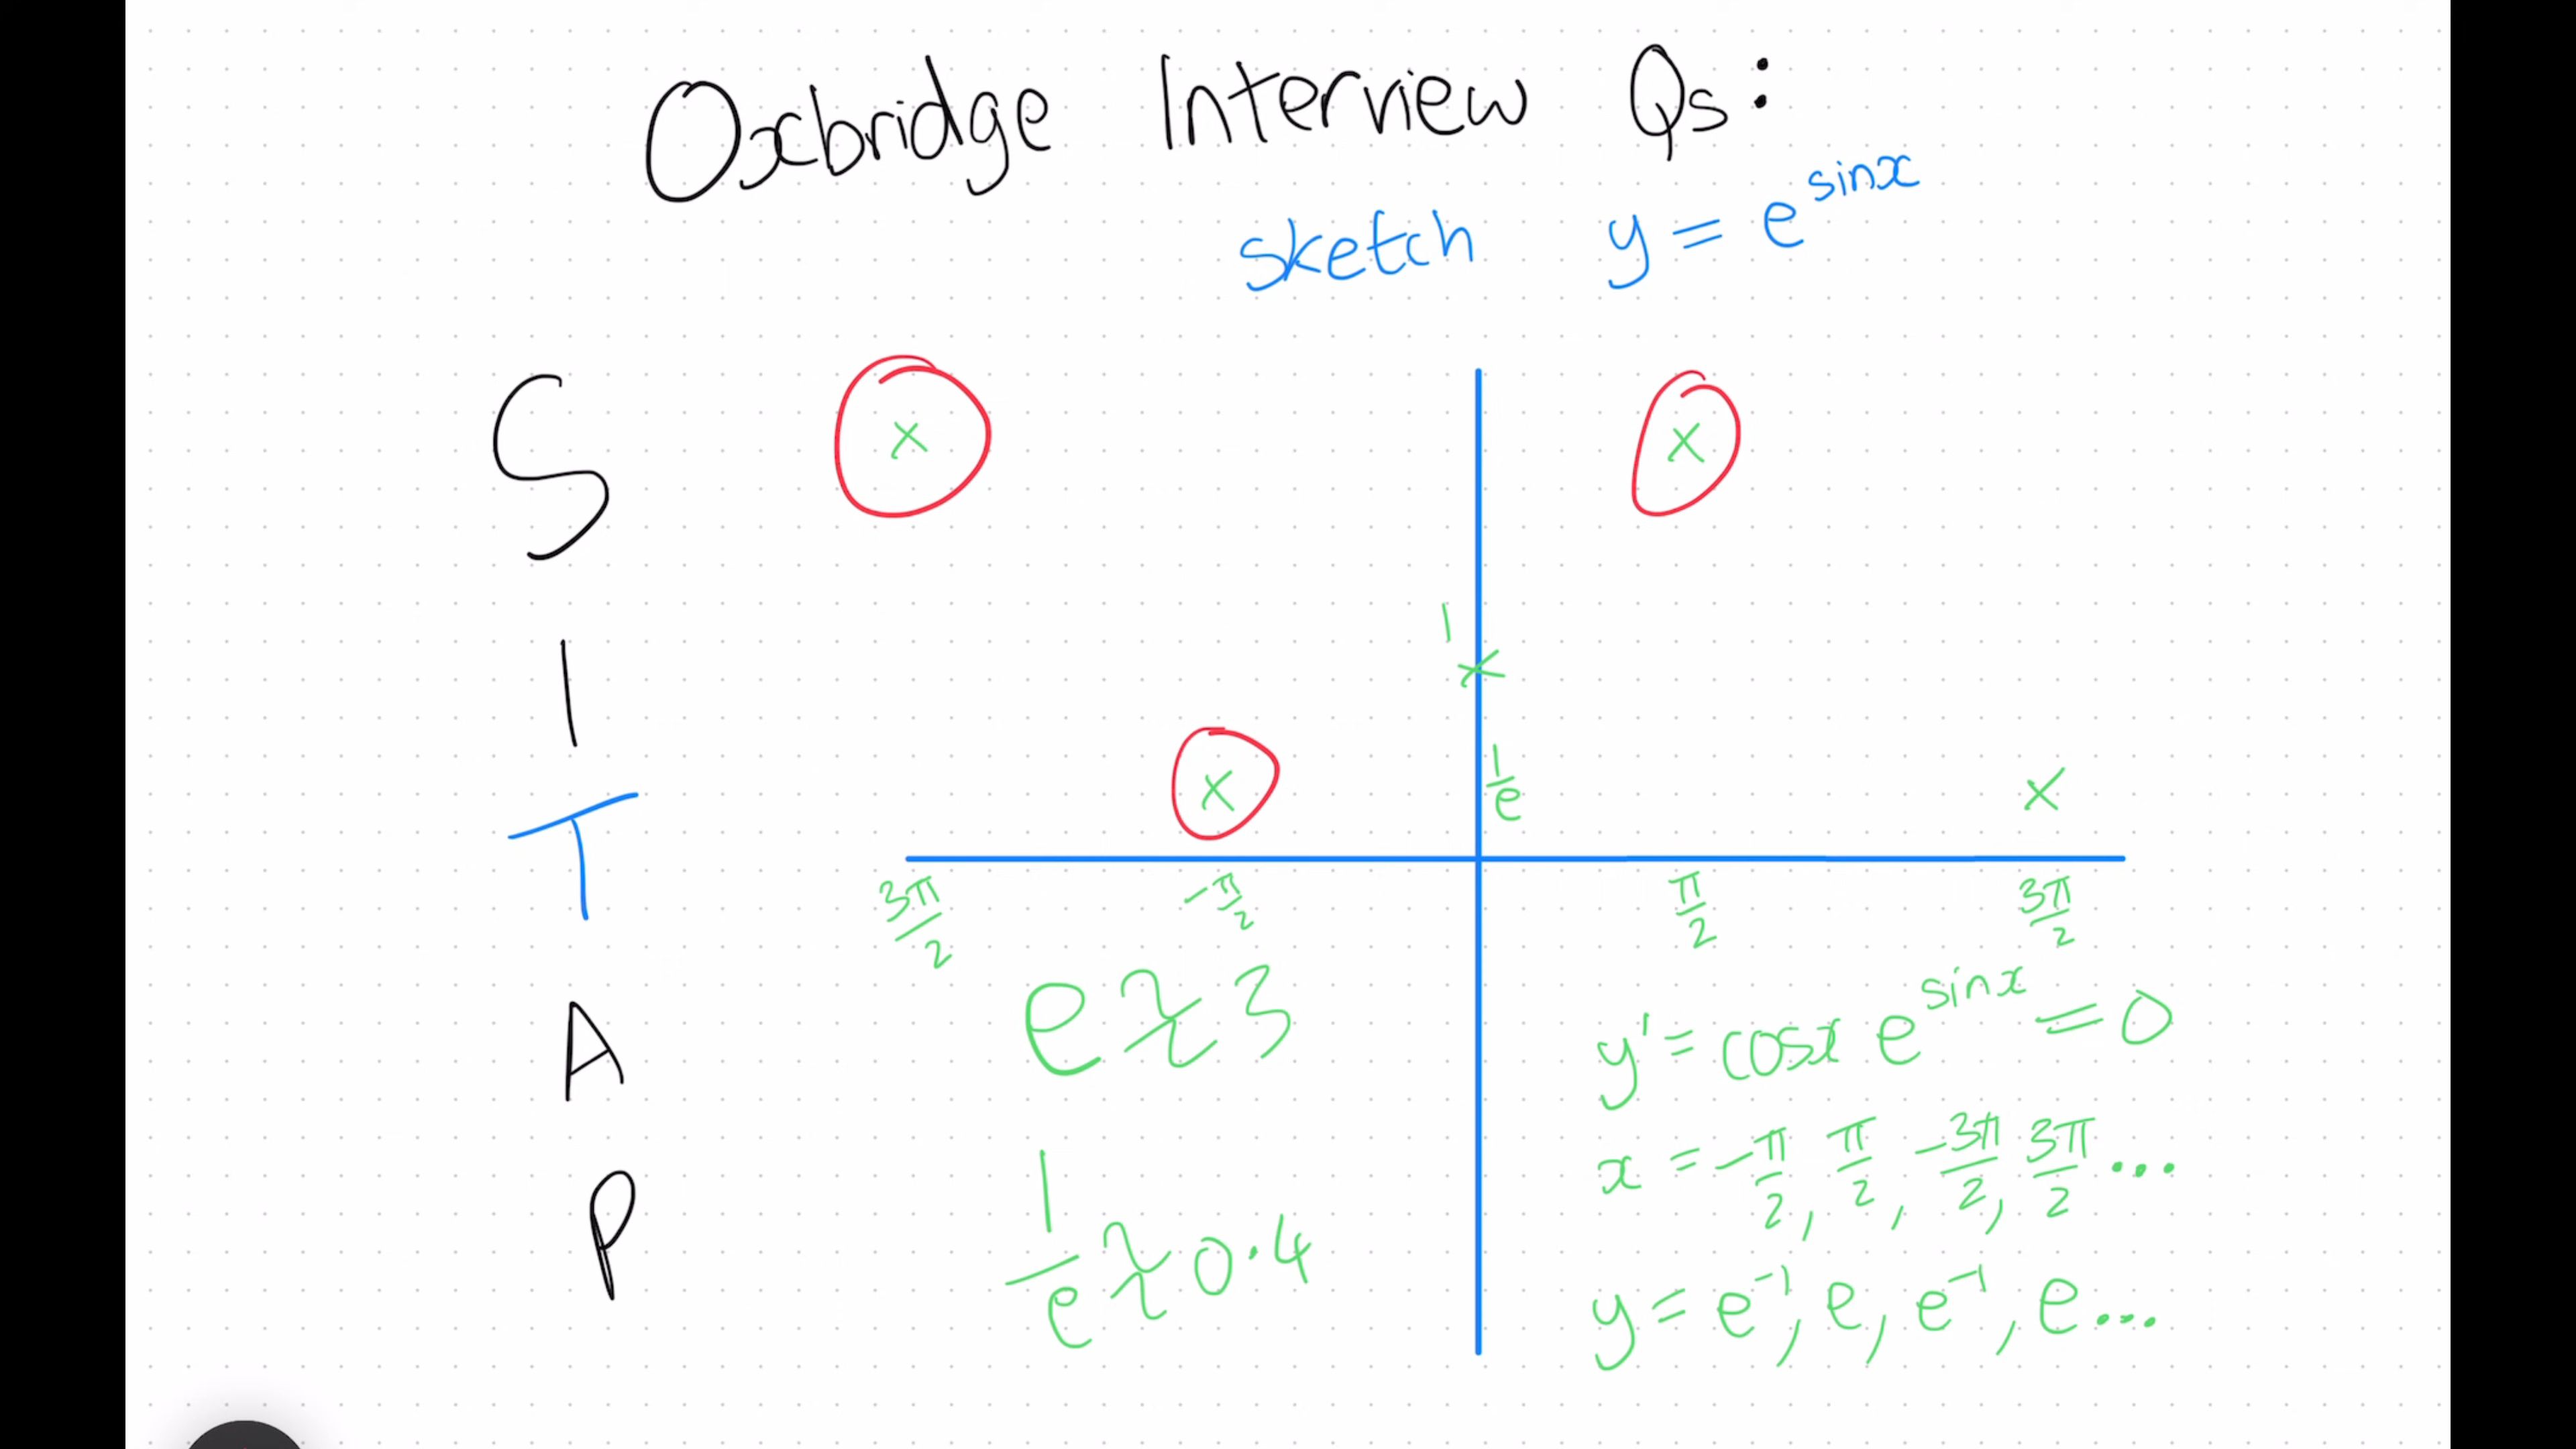 Oxbridge Interview Qs:
sketch y = e^sinx
S
I
T
A
P
x
x
1
x
x
1/e
x
3π/2
-π/2
π/2
3π/2
e ≈ 3
1/e ≈ 0.4
y' = cosx e^sinx = 0
x = -π/2, π/2, -3π/2, 3π/2 ...
y = e^-1, e, e^-1, e...